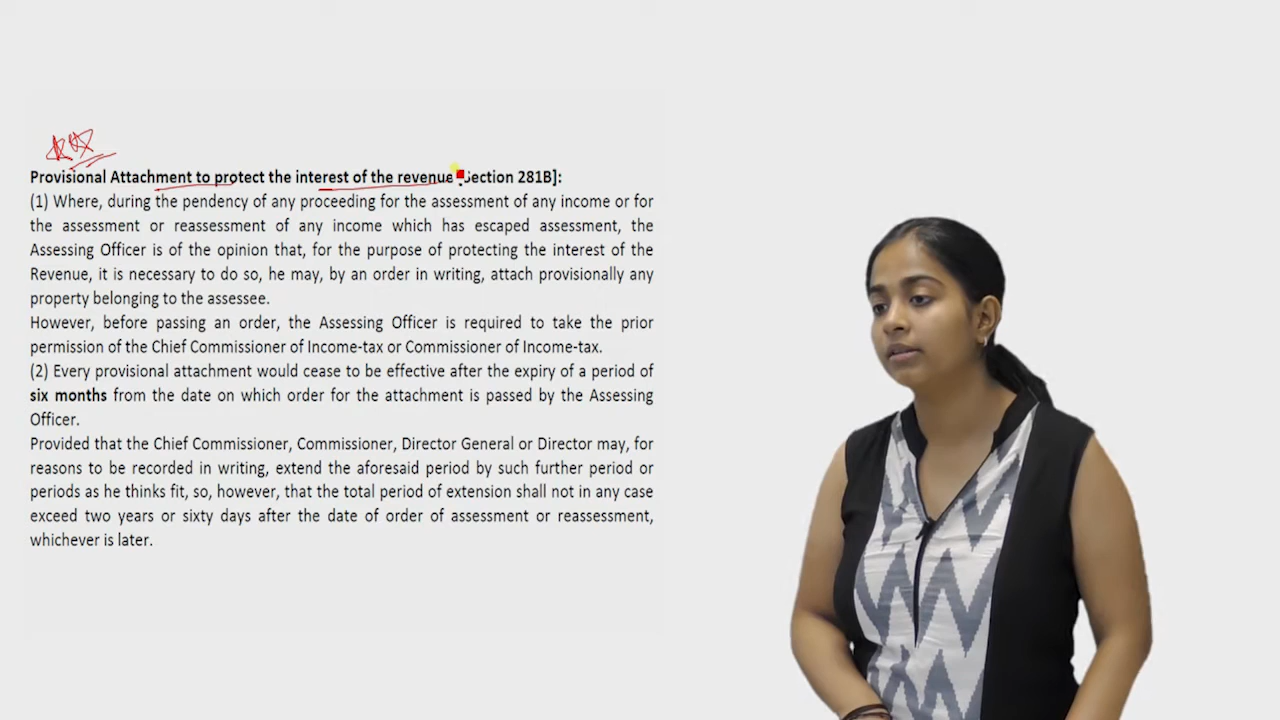 Provisional Attachment to protect the interest of the revenue [Section 281B]:
(1) Where, during the pendency of any proceeding for the assessment of any income or for
the assessment or reassessment of any income which has escaped assessment, the
Assessing Officer is of the opinion that, for the purpose of protecting the interest of the
Revenue, it is necessary to do so, he may, by an order in writing, attach provisionally any
property belonging to the assessee.
However, before passing an order, the Assessing Officer is required to take the prior
permission of the Chief Commissioner of Income-tax or Commissioner of Income-tax.
(2) Every provisional attachment would cease to be effective after the expiry of a period of
six months from the date on which order for the attachment is passed by the Assessing
Officer.
Provided that the Chief Commissioner, Commissioner, Director General or Director may, for
reasons to be recorded in writing, extend the aforesaid period by such further period or
periods as he thinks fit, so, however, that the total period of extension shall not in any case
exceed two years or sixty days after the date of order of assessment or reassessment,
whichever is later.